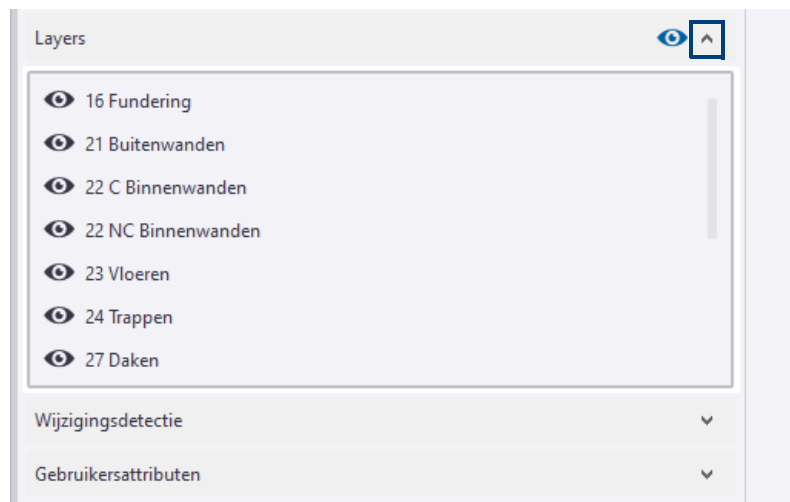 Layers
16 Fundering
21 Buitenwanden
22 C Binnenwanden
22 NC Binnenwanden
23 Vloeren
24 Trappen
27 Daken
Wijzigingsdetectie
Gebruikersattributen